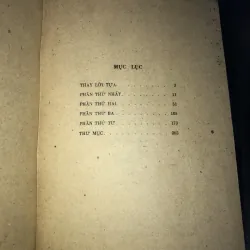 MỤC LỤC
THAY LỜI TỰA
PHẦN THỨ NHẤT
PHẦN THỨ HAI
PHẦN THỨ BA
PHẦN THỨ TƯ
THƯ MỤC